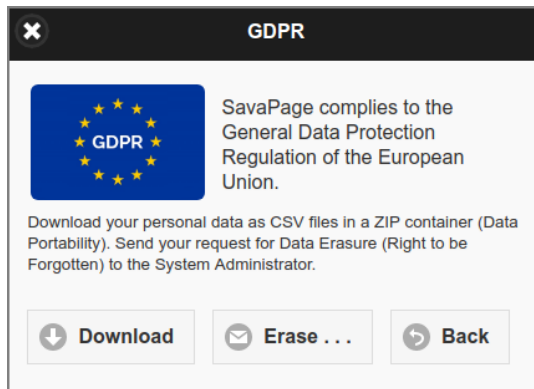 GDPR
GDPR
SavaPage complies to the
General Data Protection
Regulation of the European
Union.
Download your personal data as CSV files in a ZIP container (Data
Portability). Send your request for Data Erasure (Right to be
Forgotten) to the System Administrator.
Download
Erase . . .
Back